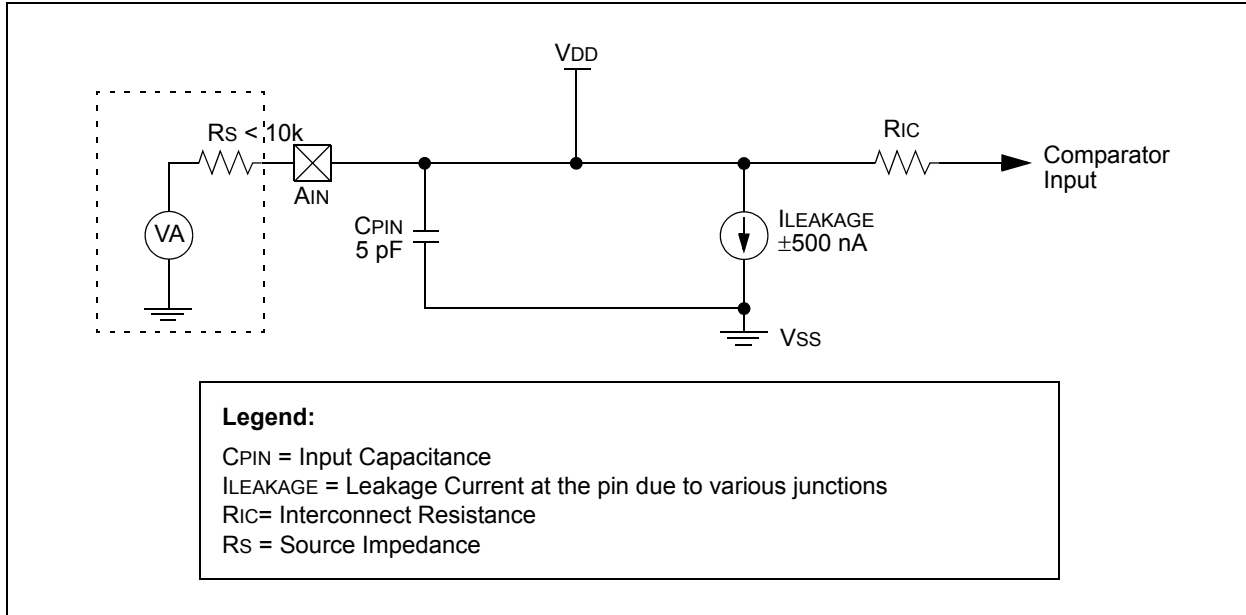 VDD
RS < 10k
AIN
VA
CPIN
5 pF
ILEAKAGE
±500 nA
RIC
Comparator
Input
VSS
Legend:
CPIN = Input Capacitance
ILEAKAGE = Leakage Current at the pin due to various junctions
RIC= Interconnect Resistance
RS = Source Impedance